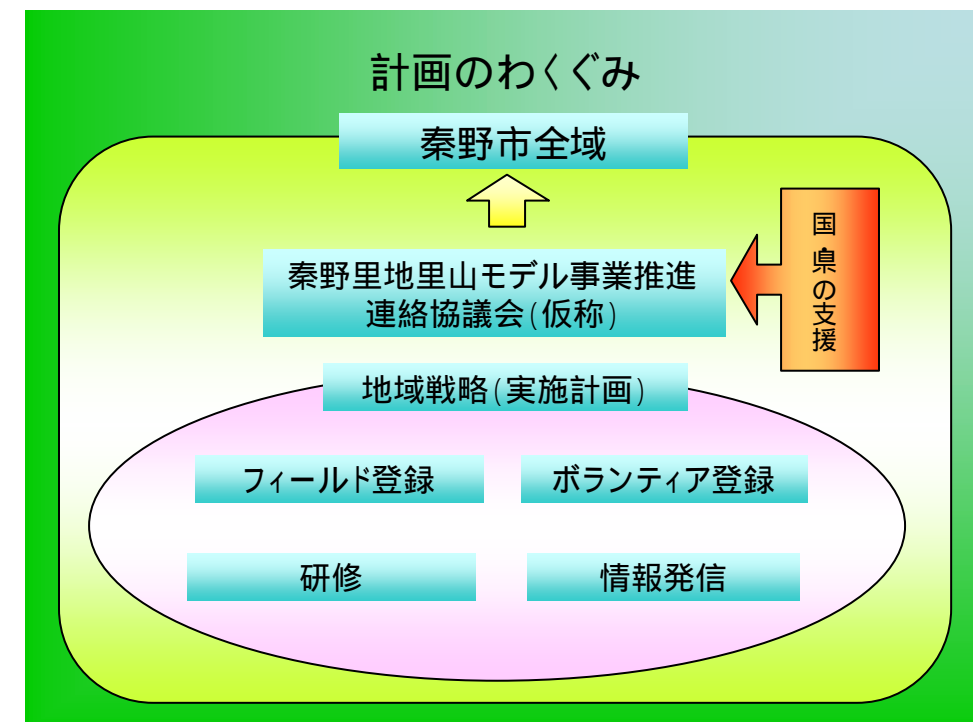 計画のわくぐみ
秦野市全域
国 県の支援
秦野里地里山モデル事業推進
連絡協議会(仮称)
地域戦略(実施計画)
フィールド登録
ボランティア登録
研修
情報発信